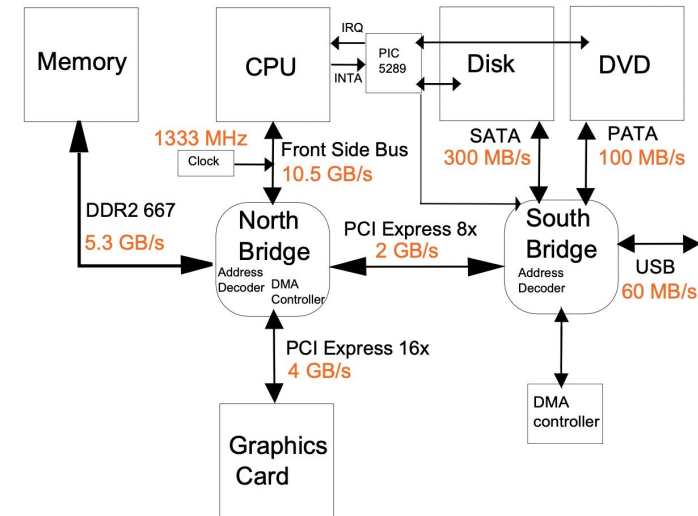 Memory
CPU
IRQ
INTA
PIC
5289
Disk
DVD
1333 MHz
Clock
Front Side Bus
10.5 GB/s
SATA
300 MB/s
PATA
100 MB/s
DDR2 667
5.3 GB/s
North
Bridge
Address
Decoder
DMA
Controller
PCI Express 8x
2 GB/s
South
Bridge
Address
Decoder
USB
60 MB/s
PCI Express 16x
4 GB/s
DMA
controller
Graphics
Card